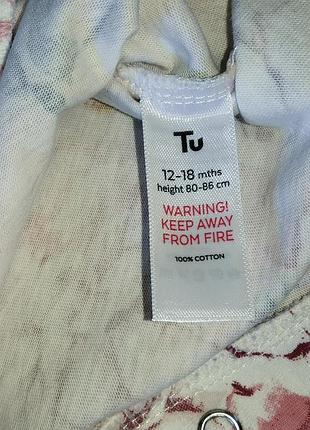 Tu
12-18 mths
height 80-86 cm
WARNING!
KEEP AWAY
FROM FIRE
100% COTTON